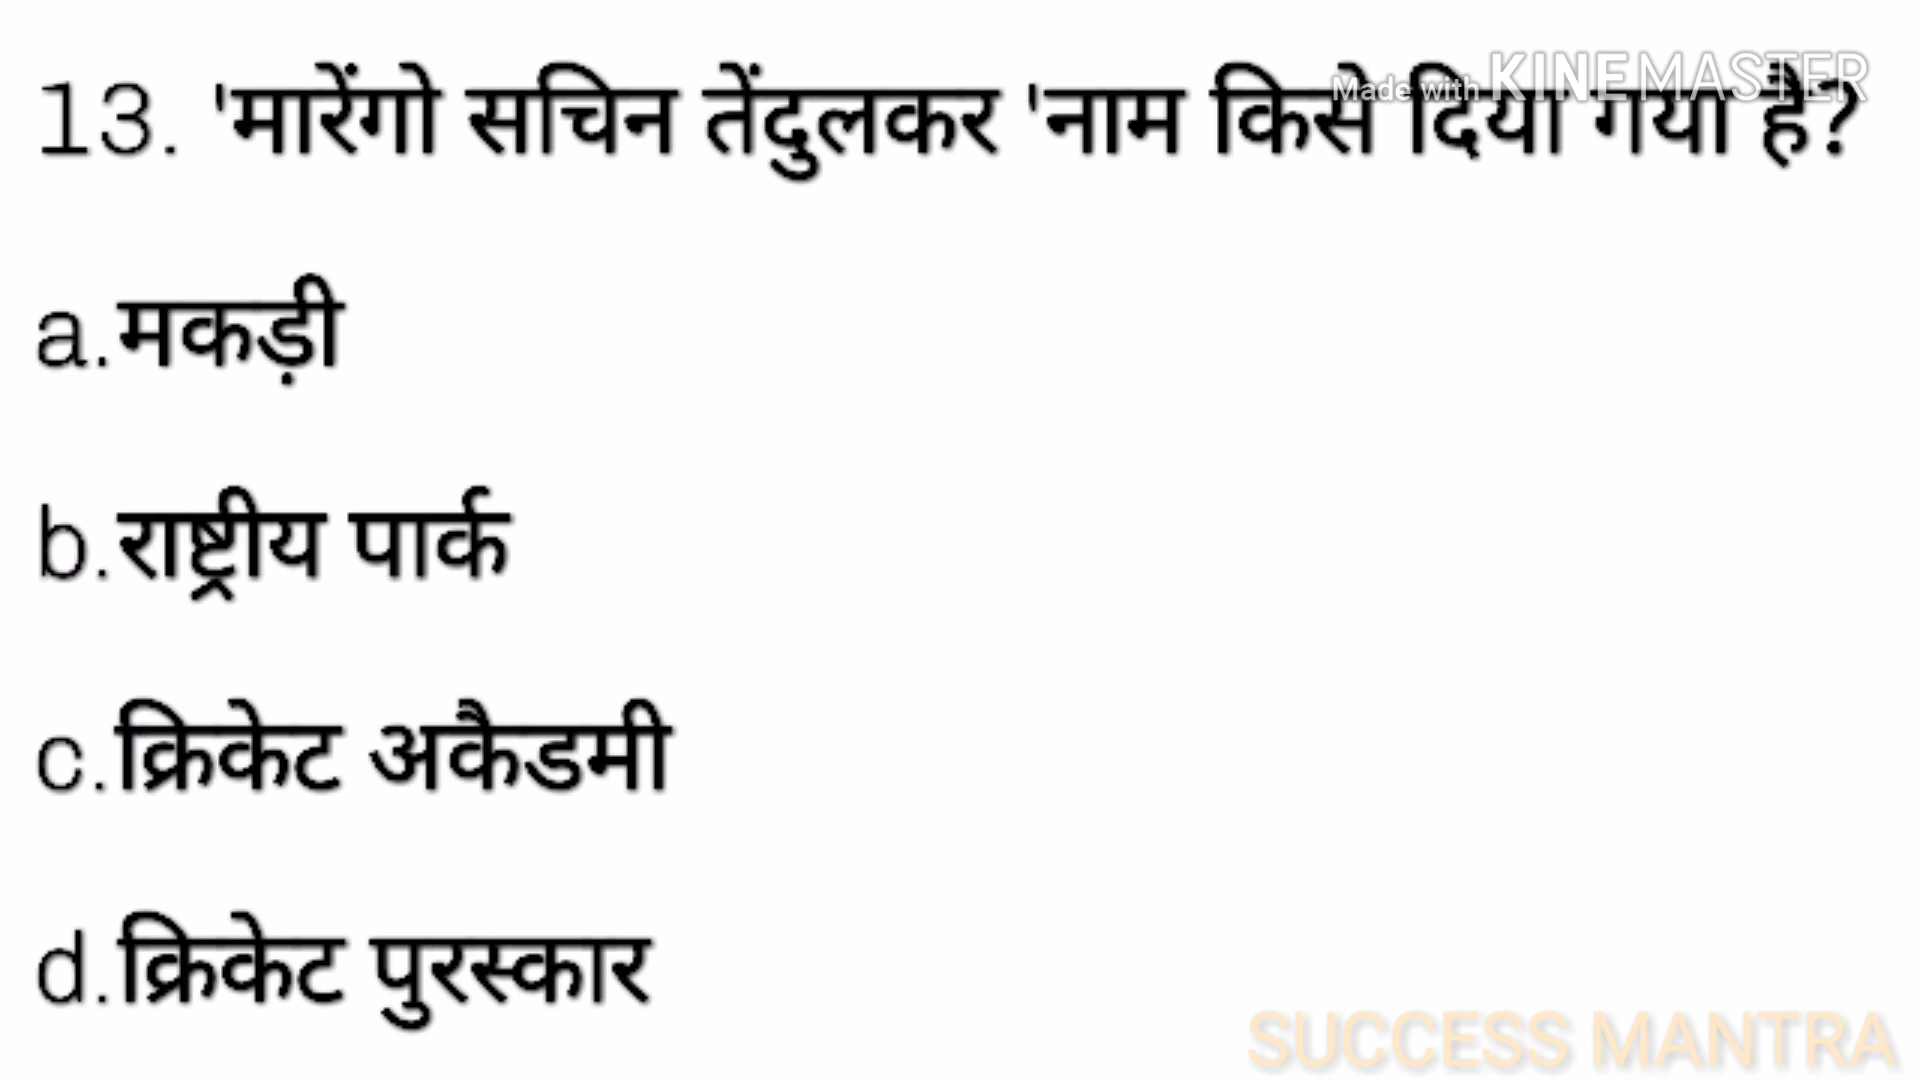 Made with KINEMASTER
13. 'मारेंगो सचिन तेंदुलकर 'नाम किसे दिया गया है?
a.मकड़ी
b.राष्ट्रीय पार्क
c.क्रिकेट अकैडमी
d.क्रिकेट पुरस्कार
SUCCESS MANTRA